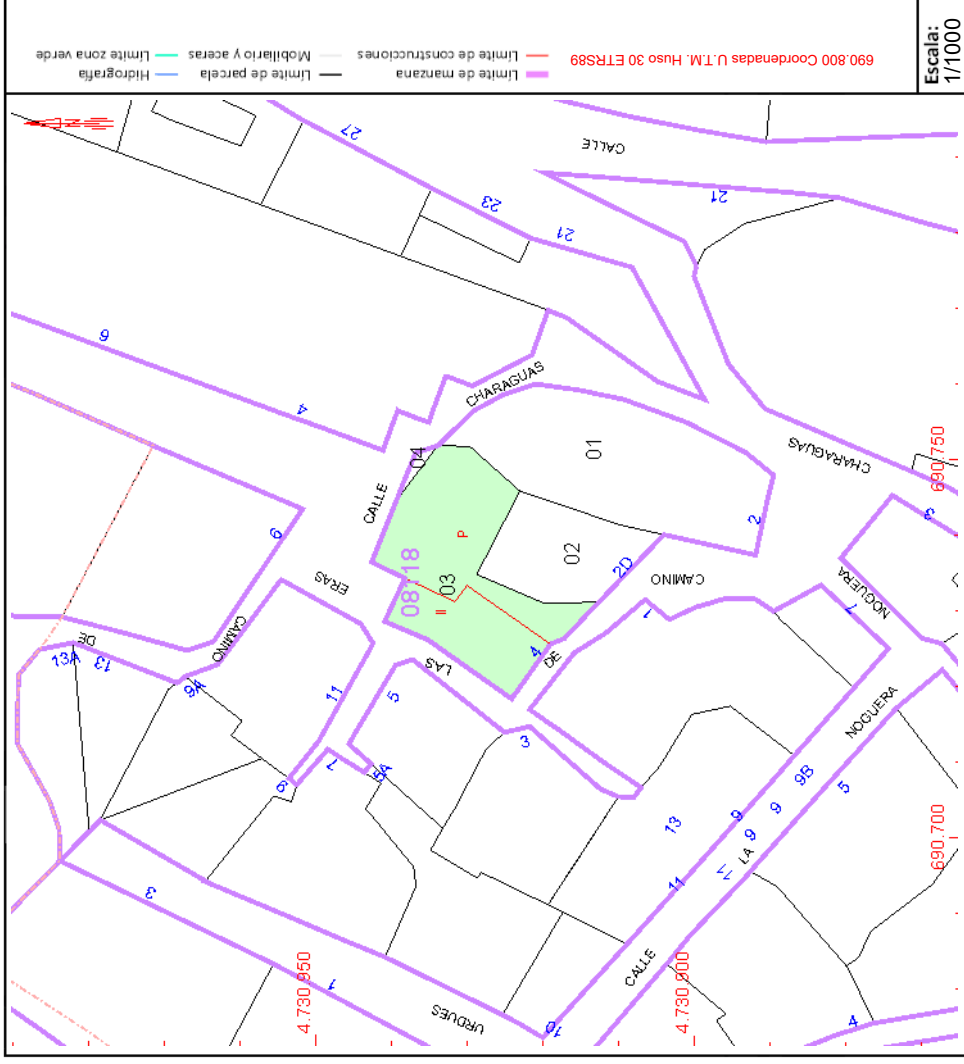 Límite de manzana
Límite de construcciones
Límite de parcela
Mobiliario y aceras
Hidrografía
Límite zona verde
690.800 Coordenadas U.T.M. Huso 30 ETRS89
Escala:
1/1000
N
27
CALLE
23
21
21
6
4
CHARAGUAS
04
01
CALLE
CHARAGUAS
690.750
6
P
08118
03
02
2
2D
ERAS
II
CAMINO
3
NOGUERA
DE
CAMINO
13A
13
9A
LAS
4
DE
1
7
11
5
3
7
5A
9
NOGUERA
13
9
9
9B
5
690.700
9
11
LA
77
3
4.730.950
1
CALLE
4.730.900
URDUES
10
4